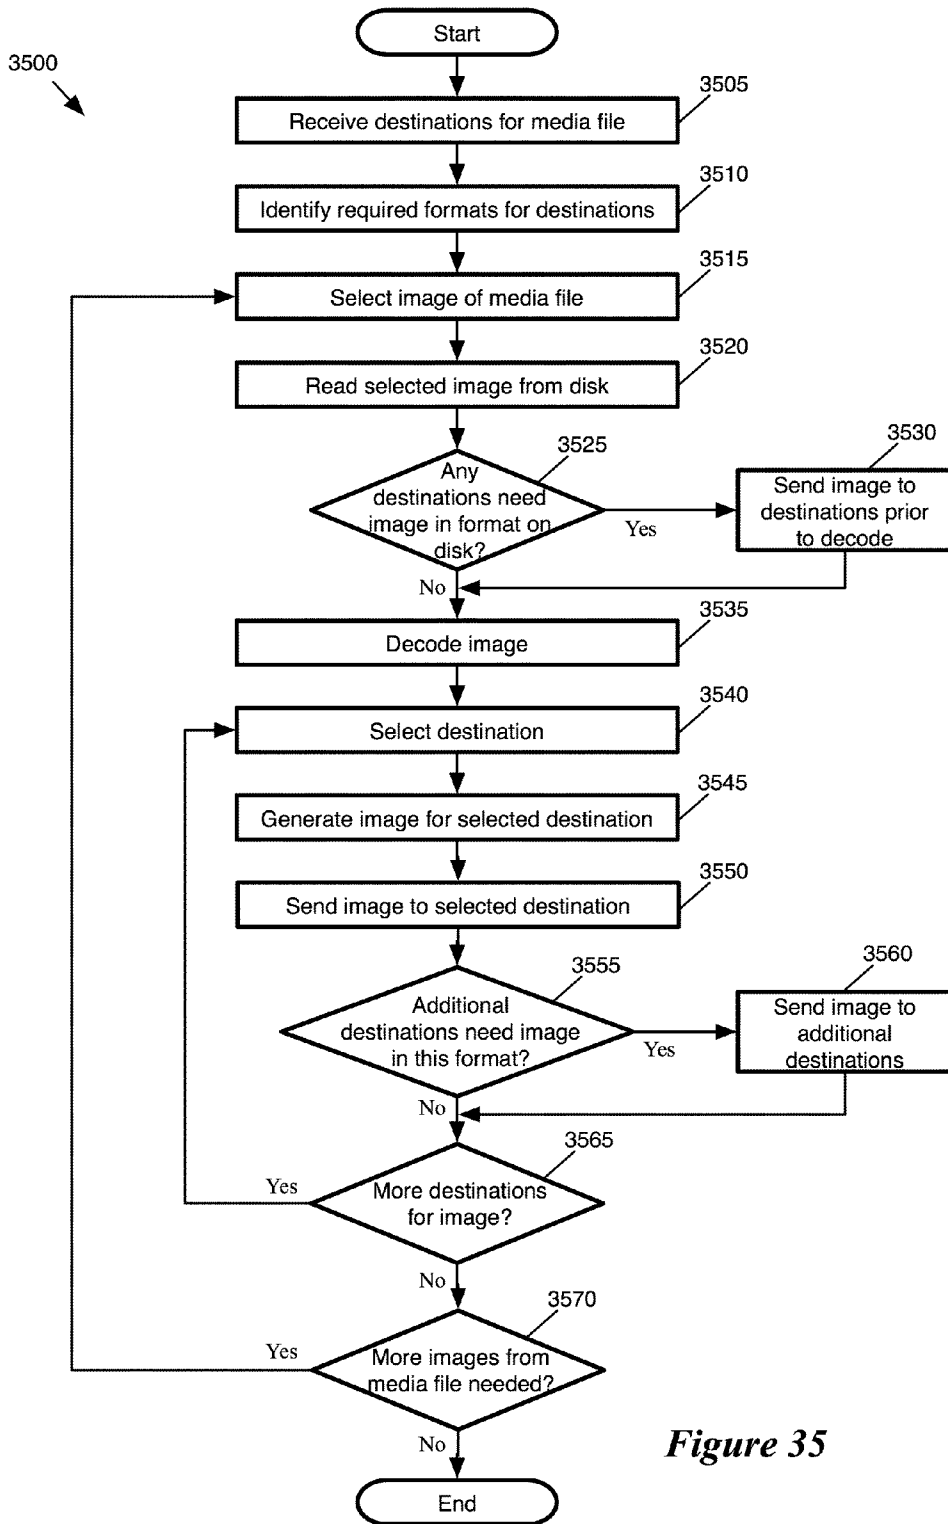 Start
3500
3505
Receive destinations for media file
3510
Identify required formats for destinations
3515
Select image of media file
3520
Read selected image from disk
3525
Any
destinations need
image in format on
disk?
Yes
3530
Send image to
destinations prior
to decode
No
3535
Decode image
3540
Select destination
3545
Generate image for selected destination
3550
Send image to selected destination
3555
Additional
destinations need image
in this format?
Yes
3560
Send image to
additional
destinations
No
3565
More destinations
for image?
Yes
No
3570
More images from
media file needed?
Yes
No
End
Figure 35